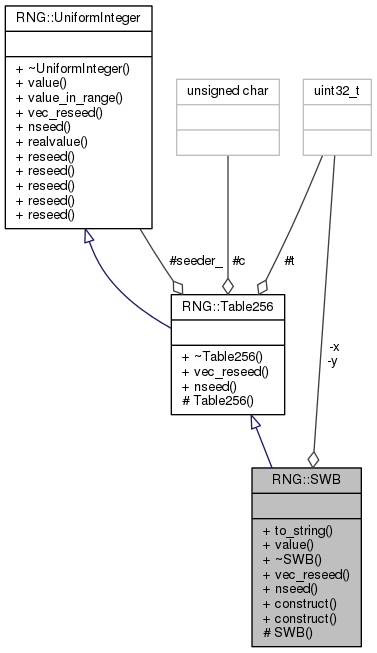 RNG::UniformInteger
+ ~UniformInteger()
+ value()
+ value_in_range()
+ vec_reseed()
+ nseed()
+ realvalue()
+ reseed()
+ reseed()
+ reseed()
+ reseed()
+ reseed()
unsigned char
uint32_t
#seeder_
#c
#t
RNG::Table256
+ ~Table256()
+ vec_reseed()
+ nseed()
# Table256()
-x
-y
RNG::SWB
+ to_string()
+ value()
+ ~SWB()
+ vec_reseed()
+ nseed()
+ construct()
+ construct()
# SWB()